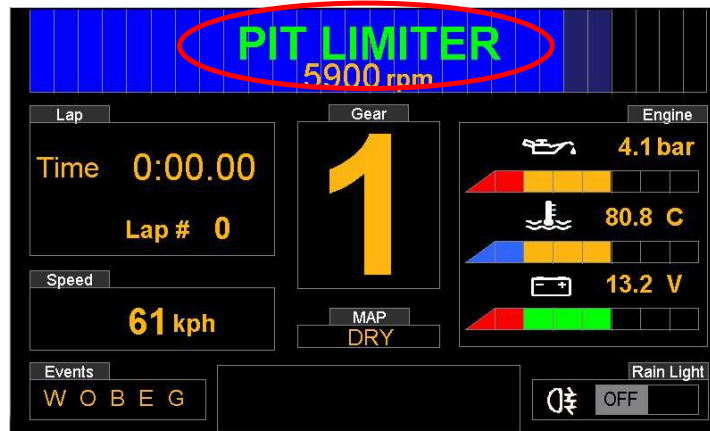 PIT LIMITER
5900 rpm
Lap
Time 0:00.00
Lap # 0
Speed
61 kph
Events
W O B E G
Gear
1
MAP
DRY
Engine
4.1 bar
80.8 C
- +
13.2 V
Rain Light
OFF